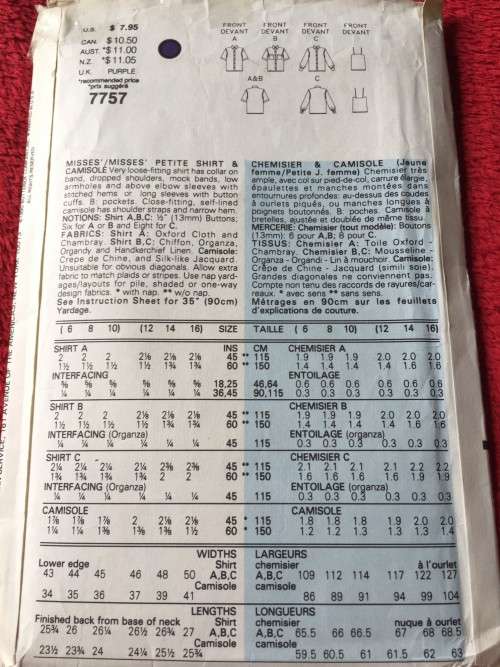 U.S. $ 7.95
CAN. $10.50
AUST. *$11.00
N.Z. *$11.05
U.K. PURPLE
*recommended price
*prix suggéré
7757
FRONT DEVANT A
FRONT DEVANT B
FRONT DEVANT C
FRONT DEVANT
A&B
C
MISSES'/MISSES' PETITE SHIRT &
CAMISOLE Very loose-fitting shirt has collar on
band, dropped shoulders, mock bands, low
armholes and above elbow sleeves with
stitched hems or long sleeves with button
cuffs. B: pockets. Close-fitting, self-lined
camisole has shoulder straps and narrow hem.
NOTIONS: Shirt A,B,C: ½" (13mm) Buttons;
Six for A or B and Eight for C.
FABRICS: Shirt A: Oxford Cloth and
Chambray. Shirt B,C: Chiffon, Organza,
Organdy and Handkerchief Linen. Camisole:
Crepe de Chine, and Silk-like Jacquard.
Unsuitable for obvious diagonals. Allow extra
fabric to match plaids or stripes. Use nap yard-
ages/layouts for pile, shaded or one-way
design fabrics. * with nap. ** w/o nap.
See Instruction Sheet for 35" (90cm)
Yardage.
CHEMISIER & CAMISOLE (Jeune
femme/Petite J. femme) Chemisier très
ample, avec col sur pied-de-col, carrure élargie,
épaulettes et manches montées dans
entournures profondes: au-dessus des coudes
à ourlets piqués, ou manches longues à
poignets boutonnés. B: poches. Camisole à
bretelles, ajustée et doublée de même tissu.
MERCERIE: Chemisier (tout modèle): Boutons
(13mm): 6 pour A,B; 8 pour C.
TISSUS: Chemisier A: Toile Oxford -
Chambray. Chemisier B,C: Mousseline -
Organza - Organdi - Lin à mouchoir. Camisole:
Crêpe de Chine - Jacquard (simili soie).
Grandes diagonales ne conviennent pas.
Compte non tenu des raccords de rayures/car-
reaux. * avec sens ** sans sens
Métrages en 90cm sur les feuillets
d'explications de couture.
( 6 8 10) (12 14 16) SIZE TAILLE ( 6 8 10) (12 14 16)
SHIRT A INS CM CHEMISIER A
2 2 2 2⅛ 2⅛ 2⅛ 45 ** 115 1.9 1.9 1.9 2.0 2.0 2.0
1½ 1½ 1½ 1½ 1¾ 1¾ 60 ** 150 1.4 1.4 1.4 1.4 1.6 1.6
INTERFACING ENTOILAGE
⅝ ⅝ ⅝ ⅝ ⅝ ⅝ 18,25 46,64 0.6 0.6 0.6 0.6 0.6 0.6
¼ ¼ ¼ ¼ ¼ ¼ 36,45 90,115 0.3 0.3 0.3 0.3 0.3 0.3
SHIRT B CHEMISIER B
2 2 2 2⅛ 2⅛ 2⅛ 45 ** 115 1.9 1.9 1.9 2.0 2.0 2.0
1½ 1½ 1½ 1½ 1¾ 1¾ 60 ** 150 1.4 1.4 1.4 1.4 1.6 1.6
INTERFACING (Organza) ENTOILAGE (organza)
¼ ¼ ¼ ¼ ¼ ¼ 45 115 0.3 0.3 0.3 0.3 0.3 0.3
SHIRT C CHEMISIER C
2¼ 2¼ 2¼ 2¼ 2⅜ 2⅜ 45 ** 115 2.1 2.1 2.1 2.1 2.2 2.2
1¾ 1¾ 1¾ 1¾ 2 2 60 ** 150 1.6 1.6 1.6 1.6 1.9 1.9
INTERFACING (Organza) ENTOILAGE (organza)
¼ ¼ ¼ ¼ ¼ ¼ 45 115 0.3 0.3 0.3 0.3 0.3 0.3
CAMISOLE CAMISOLE
1⅞ 1⅞ 1⅞ 2 2⅛ 2⅛ 45 * 115 1.8 1.8 1.8 1.9 2.0 2.0
1¼ 1¼ 1⅜ 1⅜ 1⅜ 1½ 60 * 150 1.2 1.2 1.3 1.3 1.3 1.4
WIDTHS LARGEURS
Lower edge Shirt chemisier à l'ourlet
43 44 45 46 48 50 A,B,C A,B,C 109 112 114 117 122 127
Camisole camisole
34 35 36 37 39 41 86 89 91 94 99 104
LENGTHS LONGUEURS
Finished back from base of neck Shirt chemisier nuque à ourlet
25¾ 26 26¼ 26½ 26¾ 27 A,B,C A,B,C 65.5 66 66.5 67 68 68.5
Camisole camisole
23½ 23¾ 24 24¼ 25½ 25¾ 59.5 60.5 61 61.5 62 63